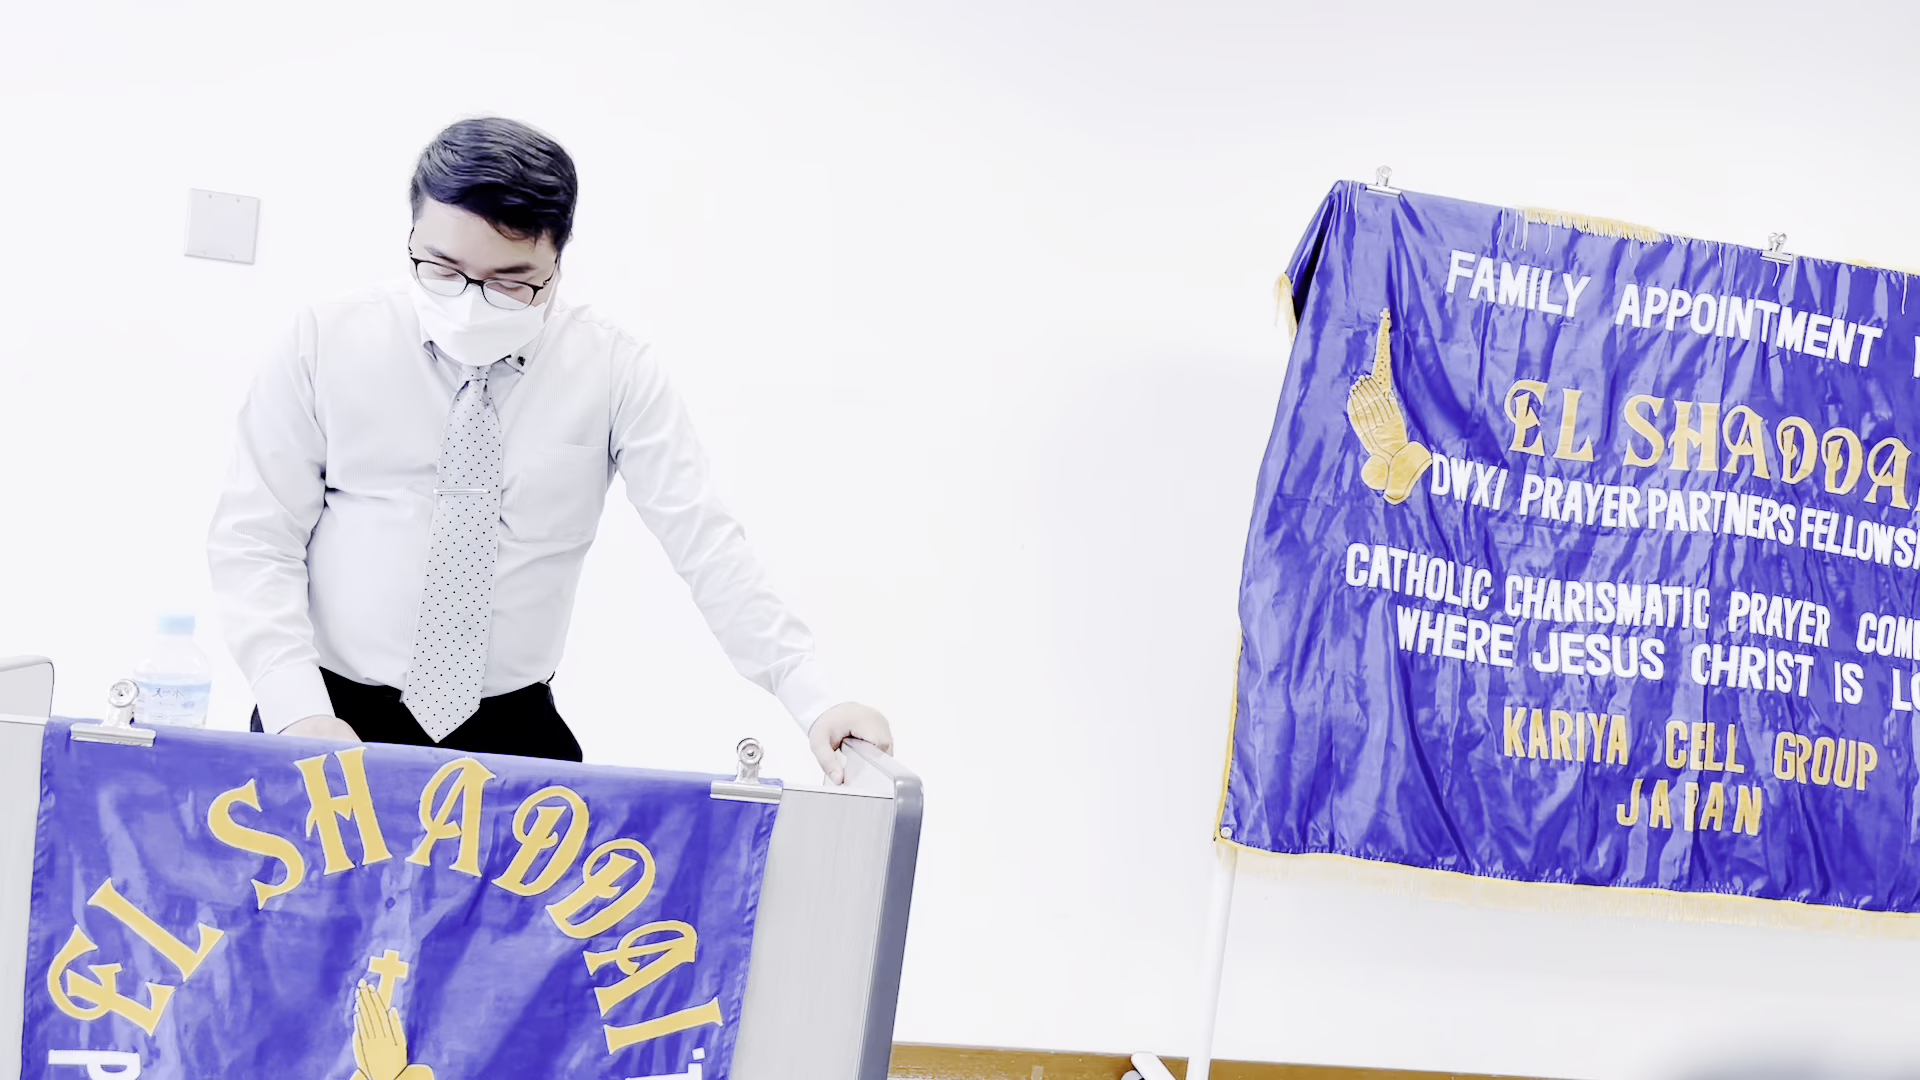 EL SHADDAI
FAMILY APPOINTMENT
EL SHADDA
DWXI PRAYER PARTNERS FELLOWS
CATHOLIC CHARISMATIC PRAYER COM
WHERE JESUS CHRIST IS LO
KARIYA CELL GROUP
JAPAN